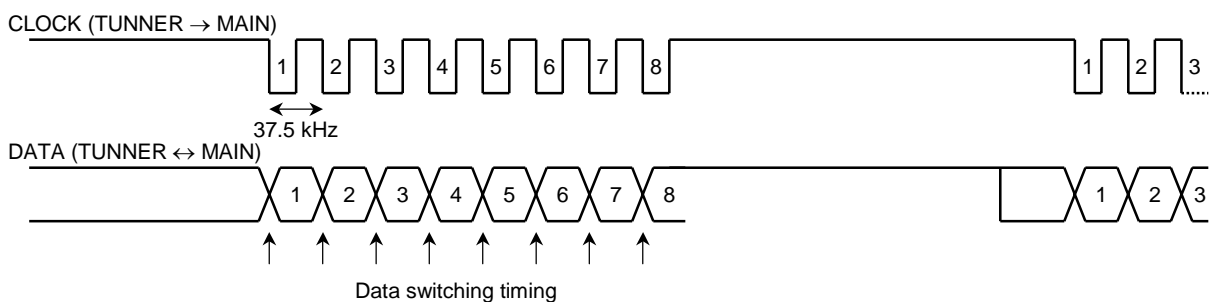 CLOCK (TUNNER → MAIN)
1 2 3 4 5 6 7 8 1 2 3
37.5 kHz
DATA (TUNNER ↔ MAIN)
1 2 3 4 5 6 7 8 1 2 3
Data switching timing